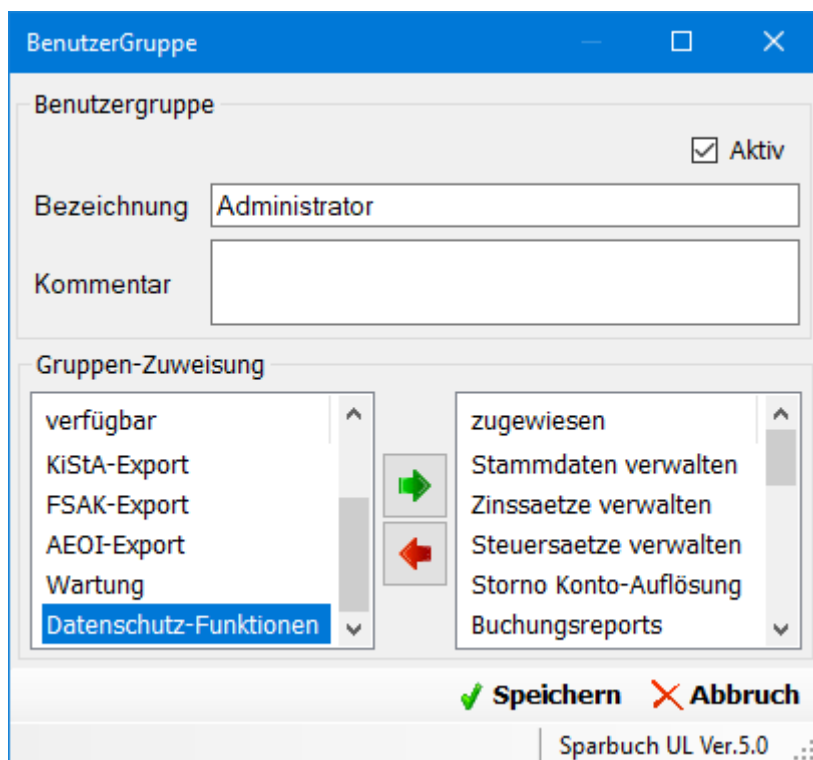 BenutzerGruppe
Benutzergruppe
Aktiv
Bezeichnung Administrator
Kommentar
Gruppen-Zuweisung
verfügbar
KiStA-Export
FSAK-Export
AEOI-Export
Wartung
Datenschutz-Funktionen
zugewiesen
Stammdaten verwalten
Zinssaetze verwalten
Steuersaetze verwalten
Storno Konto-Auflösung
Buchungsreports
Speichern Abbruch
Sparbuch UL Ver.5.0